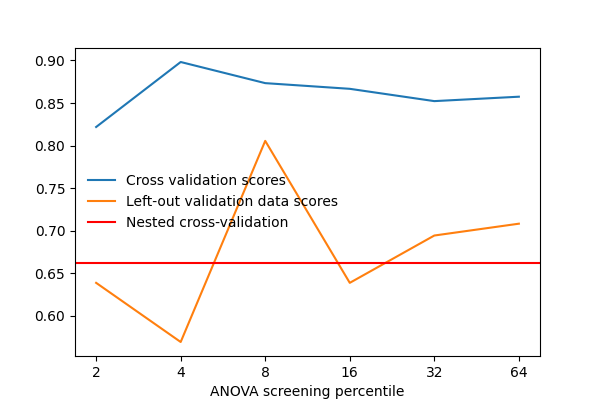 0.90
0.85
0.80
0.75
0.70
0.65
0.60
Cross validation scores
Left-out validation data scores
Nested cross-validation
2 4 8 16 32 64
ANOVA screening percentile